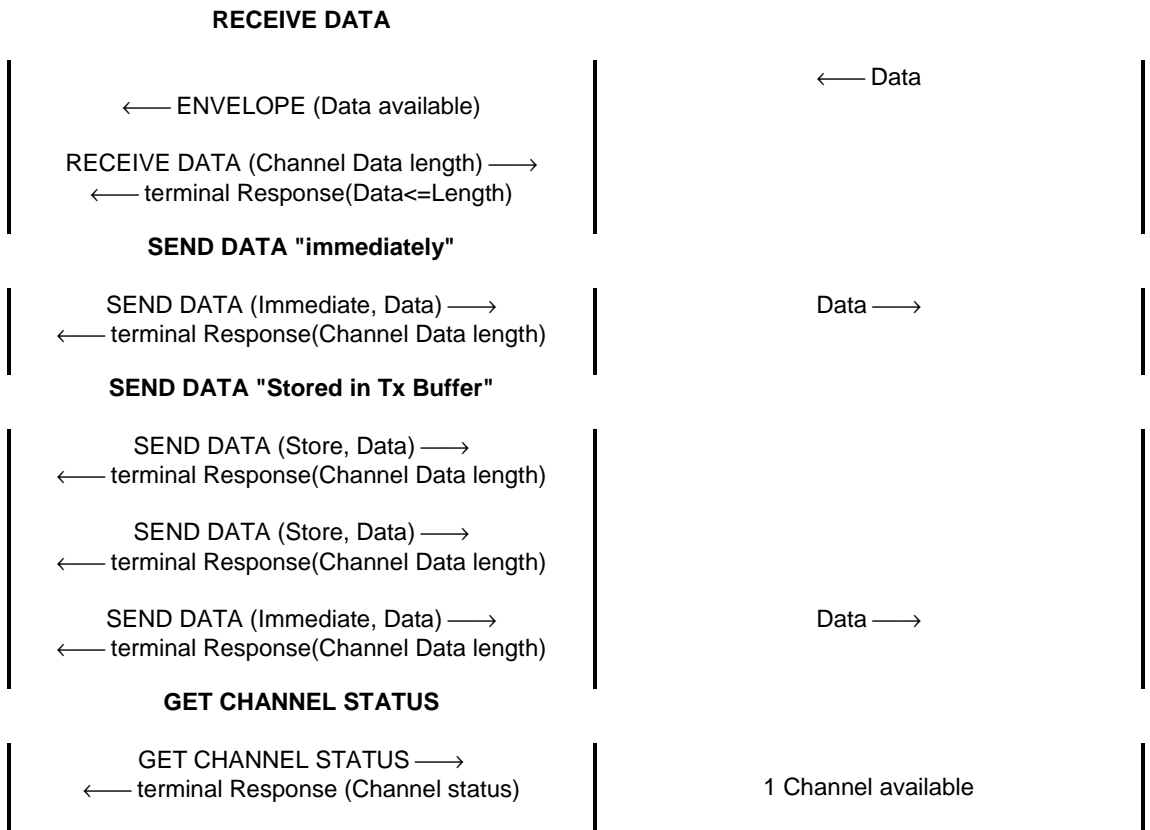 RECEIVE DATA
←── Data
←── ENVELOPE (Data available)
RECEIVE DATA (Channel Data length) ──→
←── terminal Response(Data<=Length)
SEND DATA "immediately"
SEND DATA (Immediate, Data) ──→
Data ──→
←── terminal Response(Channel Data length)
SEND DATA "Stored in Tx Buffer"
SEND DATA (Store, Data) ──→
←── terminal Response(Channel Data length)
SEND DATA (Store, Data) ──→
←── terminal Response(Channel Data length)
SEND DATA (Immediate, Data) ──→
Data ──→
←── terminal Response(Channel Data length)
GET CHANNEL STATUS
GET CHANNEL STATUS ──→
←── terminal Response (Channel status)
1 Channel available